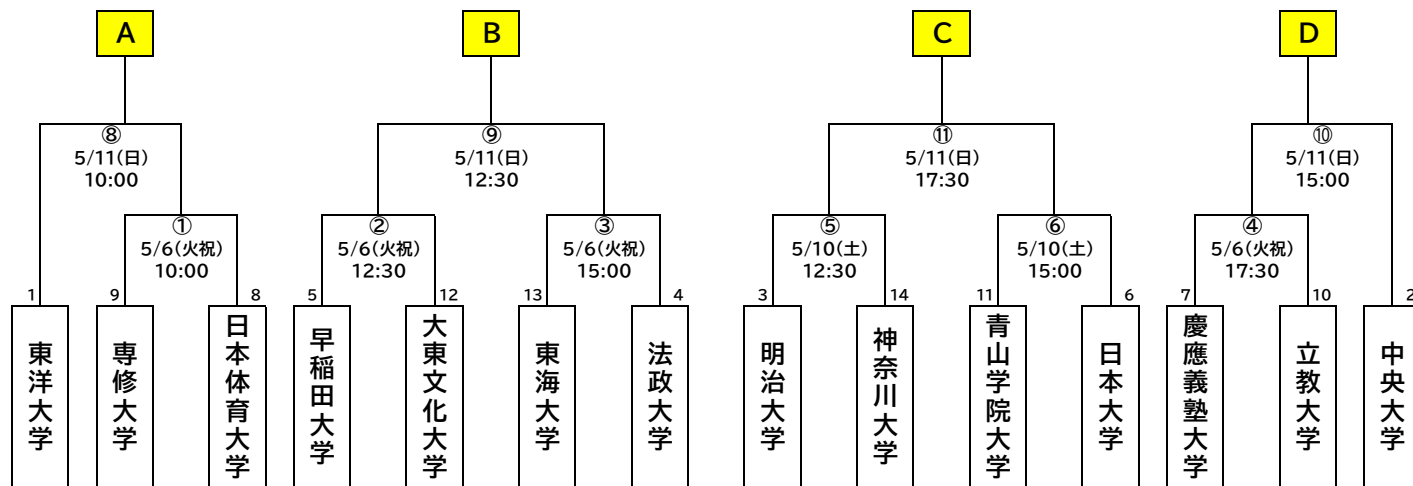 A
B
C
D
⑧
5/11(日)
10:00
⑨
5/11(日)
12:30
⑪
5/11(日)
17:30
⑩
5/11(日)
15:00
①
5/6(火祝)
10:00
②
5/6(火祝)
12:30
③
5/6(火祝)
15:00
⑤
5/10(土)
12:30
⑥
5/10(土)
15:00
④
5/6(火祝)
17:30
1
東洋大学
9
専修大学
8
日本体育大学
5
早稲田大学
12
大東文化大学
13
東海大学
4
法政大学
3
明治大学
14
神奈川大学
11
青山学院大学
6
日本大学
7
慶應義塾大学
10
立教大学
2
中央大学